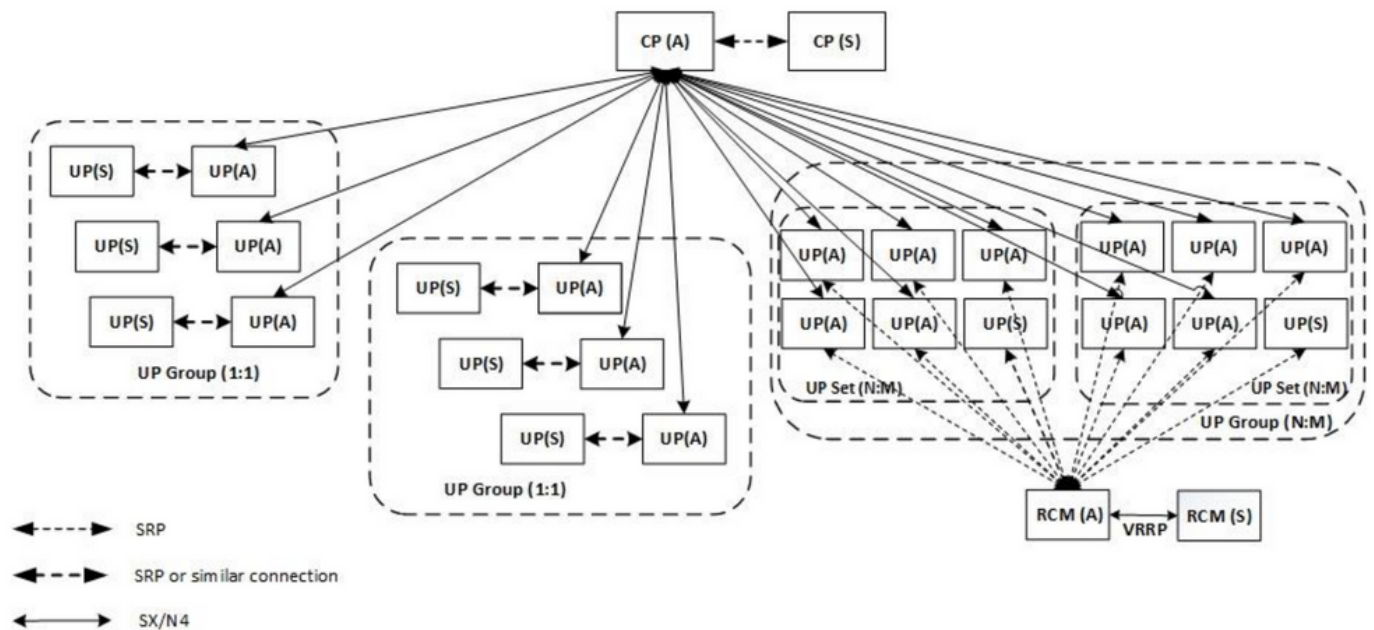 CP (A)
CP (S)
UP(S)
UP(A)
UP(S)
UP(A)
UP(S)
UP(A)
UP Group (1:1)
UP(S)
UP(A)
UP(S)
UP(A)
UP(S)
UP(A)
UP Group (1:1)
UP(A)
UP(A)
UP(A)
UP(A)
UP(A)
UP(S)
UP Set (N:M)
UP(A)
UP(A)
UP(A)
UP(A)
UP(A)
UP(S)
UP Set (N:M)
UP Group (N:M)
RCM (A)
VRRP
RCM (S)
SRP
SRP or similar connection
SX/N4